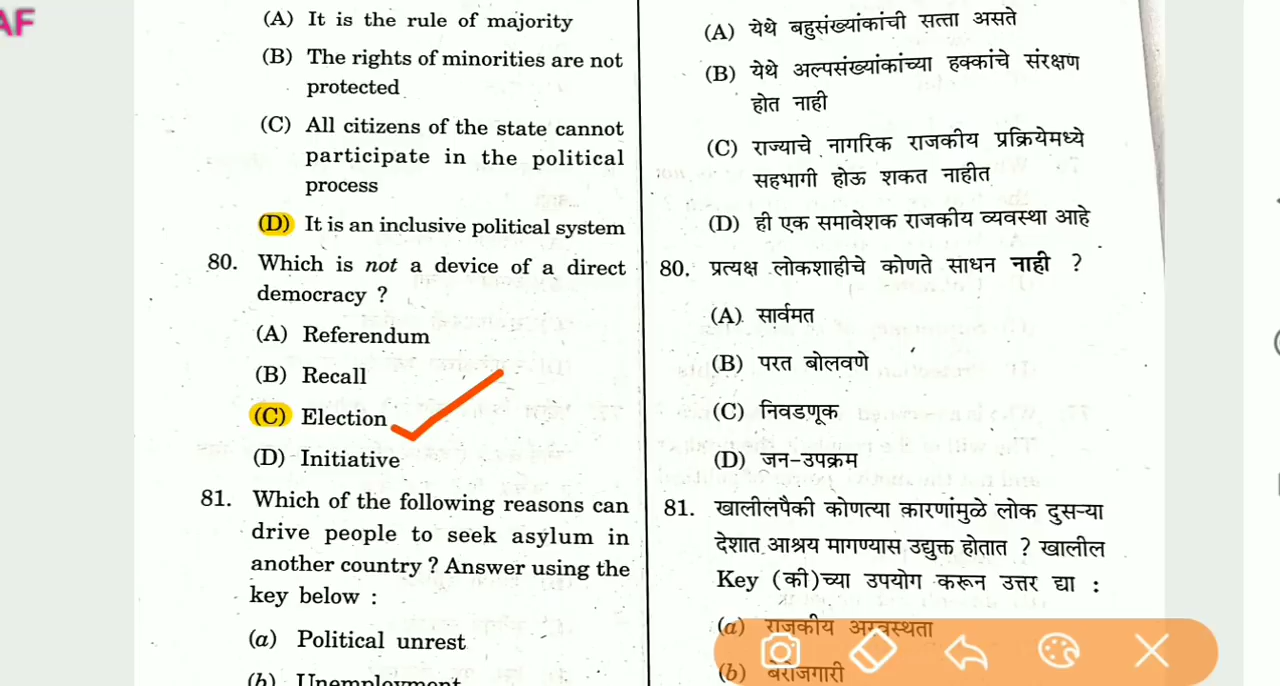 AF
(A) It is the rule of majority
(B) The rights of minorities are not
protected
(C) All citizens of the state cannot
participate in the political
process
(D) It is an inclusive political system
80. Which is not a device of a direct
democracy ?
(A) Referendum
(B) Recall
(C) Election
(D) Initiative
81. Which of the following reasons can
drive people to seek asylum in
another country ? Answer using the
key below :
(a) Political unrest
(b) Unemployment
(A) येथे बहुसंख्यांकांची सत्ता असते
(B) येथे अल्पसंख्यांकांच्या हक्कांचे संरक्षण
होत नाही
(C) राज्याचे नागरिक राजकीय प्रक्रियेमध्ये
सहभागी होऊ शकत नाहीत
(D) ही एक समावेशक राजकीय व्यवस्था आहे
80. प्रत्यक्ष लोकशाहीचे कोणते साधन नाही ?
(A) सार्वमत
(B) परत बोलवणे
(C) निवडणूक
(D) जन-उपक्रम
81. खालीलपैकी कोणत्या कारणांमुळे लोक दुसऱ्या
देशात आश्रय मागण्यास उद्युक्त होतात ? खालील
Key (की)च्या उपयोग करून उत्तर द्या :
(a) राजकीय अस्वस्थता
(b) बेरोजगारी